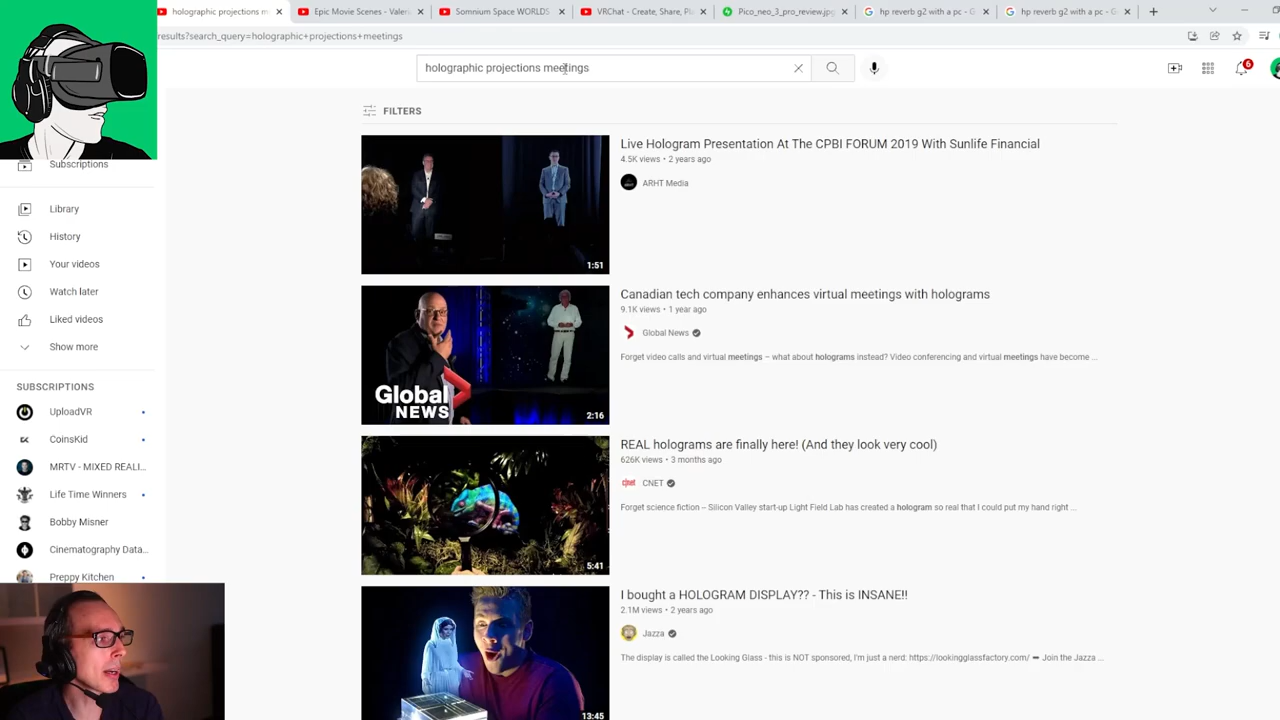 holographic projections m
Epic Movie Scenes - Valeri
Somnium Space WORLDS
VRChat - Create, Share, Pl
Pico_neo_3_pro_review.jpg
hp reverb g2 with a pc - G
hp reverb g2 with a pc - G
results?search_query=holographic+projections+meetings
holographic projections meetings
6
FILTERS
Subscriptions
Library
History
Your videos
Watch later
Liked videos
Show more
SUBSCRIPTIONS
UploadVR
CoinsKid
MRTV - MIXED REALI...
Life Time Winners
Bobby Misner
Cinematography Data...
Preppy Kitchen
Live Hologram Presentation At The CPBI FORUM 2019 With Sunlife Financial
4.5K views • 2 years ago
ARHT Media
1:51
Canadian tech company enhances virtual meetings with holograms
9.1K views • 1 year ago
Global News
Forget video calls and virtual meetings – what about holograms instead? Video conferencing and virtual meetings have become ...
Global
NEWS
2:16
REAL holograms are finally here! (And they look very cool)
626K views • 3 months ago
cnet
CNET
Forget science fiction – Silicon Valley start-up Light Field Lab has created a hologram so real that I could put my hand right ...
5:41
I bought a HOLOGRAM DISPLAY?? - This is INSANE!!
2.1M views • 2 years ago
Jazza
The display is called the Looking Glass - this is NOT sponsored, I'm just a nerd: https://lookingglassfactory.com/ ➡ Join the Jazza ...
13:45